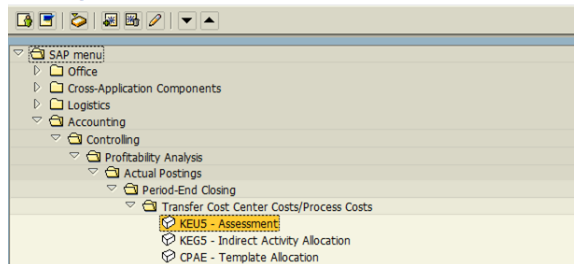 SAP menu
Office
Cross-Application Components
Logistics
Accounting
Controlling
Profitability Analysis
Actual Postings
Period-End Closing
Transfer Cost Center Costs/Process Costs
KEU5 - Assessment
KEG5 - Indirect Activity Allocation
CPAE - Template Allocation